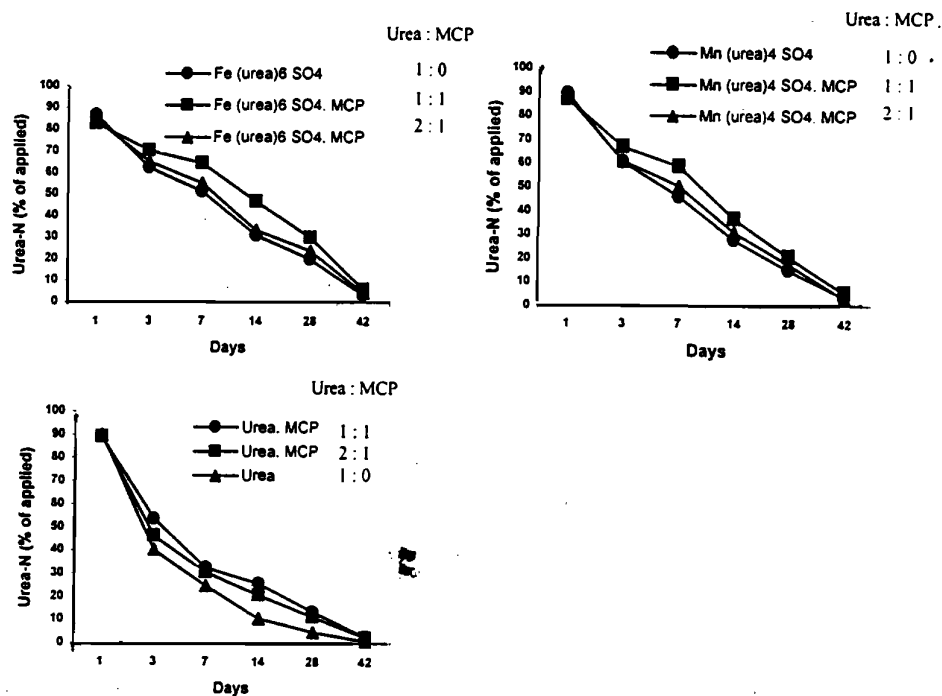 Urea : MCP
Fe (urea)6 SO4 1 : 0
Fe (urea)6 SO4. MCP 1 : 1
Fe (urea)6 SO4. MCP 2 : 1
Urea-N (% of applied)
100
90
80
70
60
50
40
30
20
10
0
1 3 7 14 28 42
Days
Urea : MCP.
Mn (urea)4 SO4 1 : 0
Mn (urea)4 SO4. MCP 1 : 1
Mn (urea)4 SO4. MCP 2 : 1
Urea-N (% of applied)
100
90
80
70
60
50
40
30
20
10
0
1 3 7 14 28 42
Days
Urea : MCP
Urea. MCP 1 : 1
Urea. MCP 2 : 1
Urea 1 : 0
Urea-N (% of applied)
100
90
80
70
60
50
40
30
20
10
0
1 3 7 14 28 42
Days